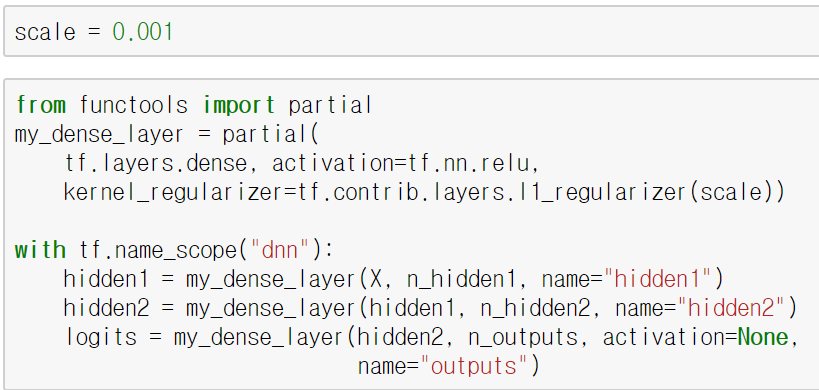 scale = 0.001
from functools import partial
my_dense_layer = partial(
    tf.layers.dense, activation=tf.nn.relu,
    kernel_regularizer=tf.contrib.layers.l1_regularizer(scale))
with tf.name_scope("dnn"):
    hidden1 = my_dense_layer(X, n_hidden1, name="hidden1")
    hidden2 = my_dense_layer(hidden1, n_hidden2, name="hidden2")
    logits = my_dense_layer(hidden2, n_outputs, activation=None,
                            name="outputs")